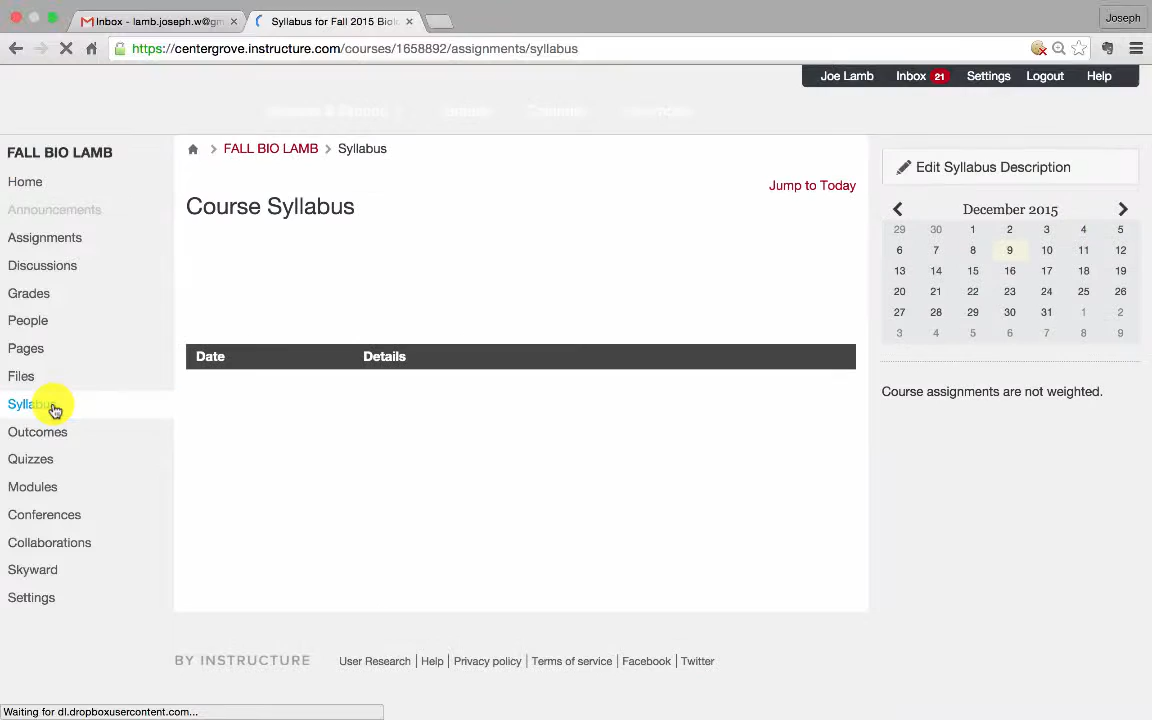 Inbox - lamb.joseph.w@gm
Syllabus for Fall 2015 Biolo
Joseph
https://centergrove.instructure.com/courses/1658892/assignments/syllabus
Joe Lamb
Inbox 21
Settings
Logout
Help
FALL BIO LAMB
Home
Announcements
Assignments
Discussions
Grades
People
Pages
Files
Syllabus
Outcomes
Quizzes
Modules
Conferences
Collaborations
Skyward
Settings
FALL BIO LAMB > Syllabus
Jump to Today
Course Syllabus
Date Details
Edit Syllabus Description
December 2015
29 30 1 2 3 4 5
6 7 8 9 10 11 12
13 14 15 16 17 18 19
20 21 22 23 24 25 26
27 28 29 30 31 1 2
3 4 5 6 7 8 9
Course assignments are not weighted.
BY INSTRUCTURE
User Research | Help | Privacy policy | Terms of service | Facebook | Twitter
Waiting for dl.dropboxusercontent.com...